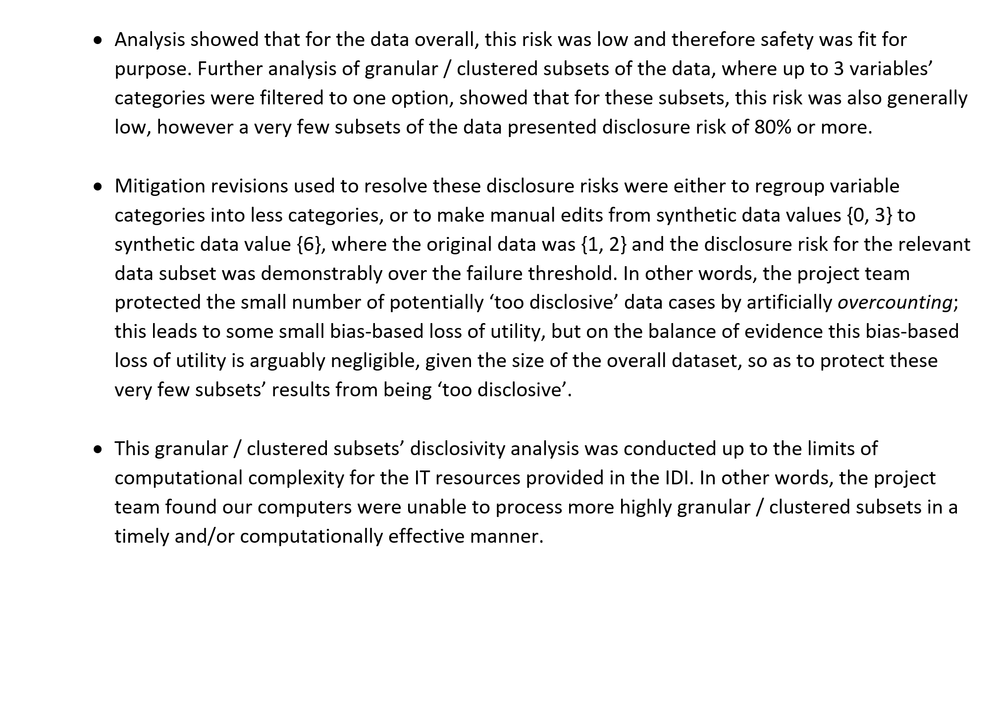 • Analysis showed that for the data overall, this risk was low and therefore safety was fit for
purpose. Further analysis of granular / clustered subsets of the data, where up to 3 variables’
categories were filtered to one option, showed that for these subsets, this risk was also generally
low, however a very few subsets of the data presented disclosure risk of 80% or more.
• Mitigation revisions used to resolve these disclosure risks were either to regroup variable
categories into less categories, or to make manual edits from synthetic data values {0, 3} to
synthetic data value {6}, where the original data was {1, 2} and the disclosure risk for the relevant
data subset was demonstrably over the failure threshold. In other words, the project team
protected the small number of potentially ‘too disclosive’ data cases by artificially overcounting;
this leads to some small bias-based loss of utility, but on the balance of evidence this bias-based
loss of utility is arguably negligible, given the size of the overall dataset, so as to protect these
very few subsets’ results from being ‘too disclosive’.
• This granular / clustered subsets’ disclosivity analysis was conducted up to the limits of
computational complexity for the IT resources provided in the IDI. In other words, the project
team found our computers were unable to process more highly granular / clustered subsets in a
timely and/or computationally effective manner.